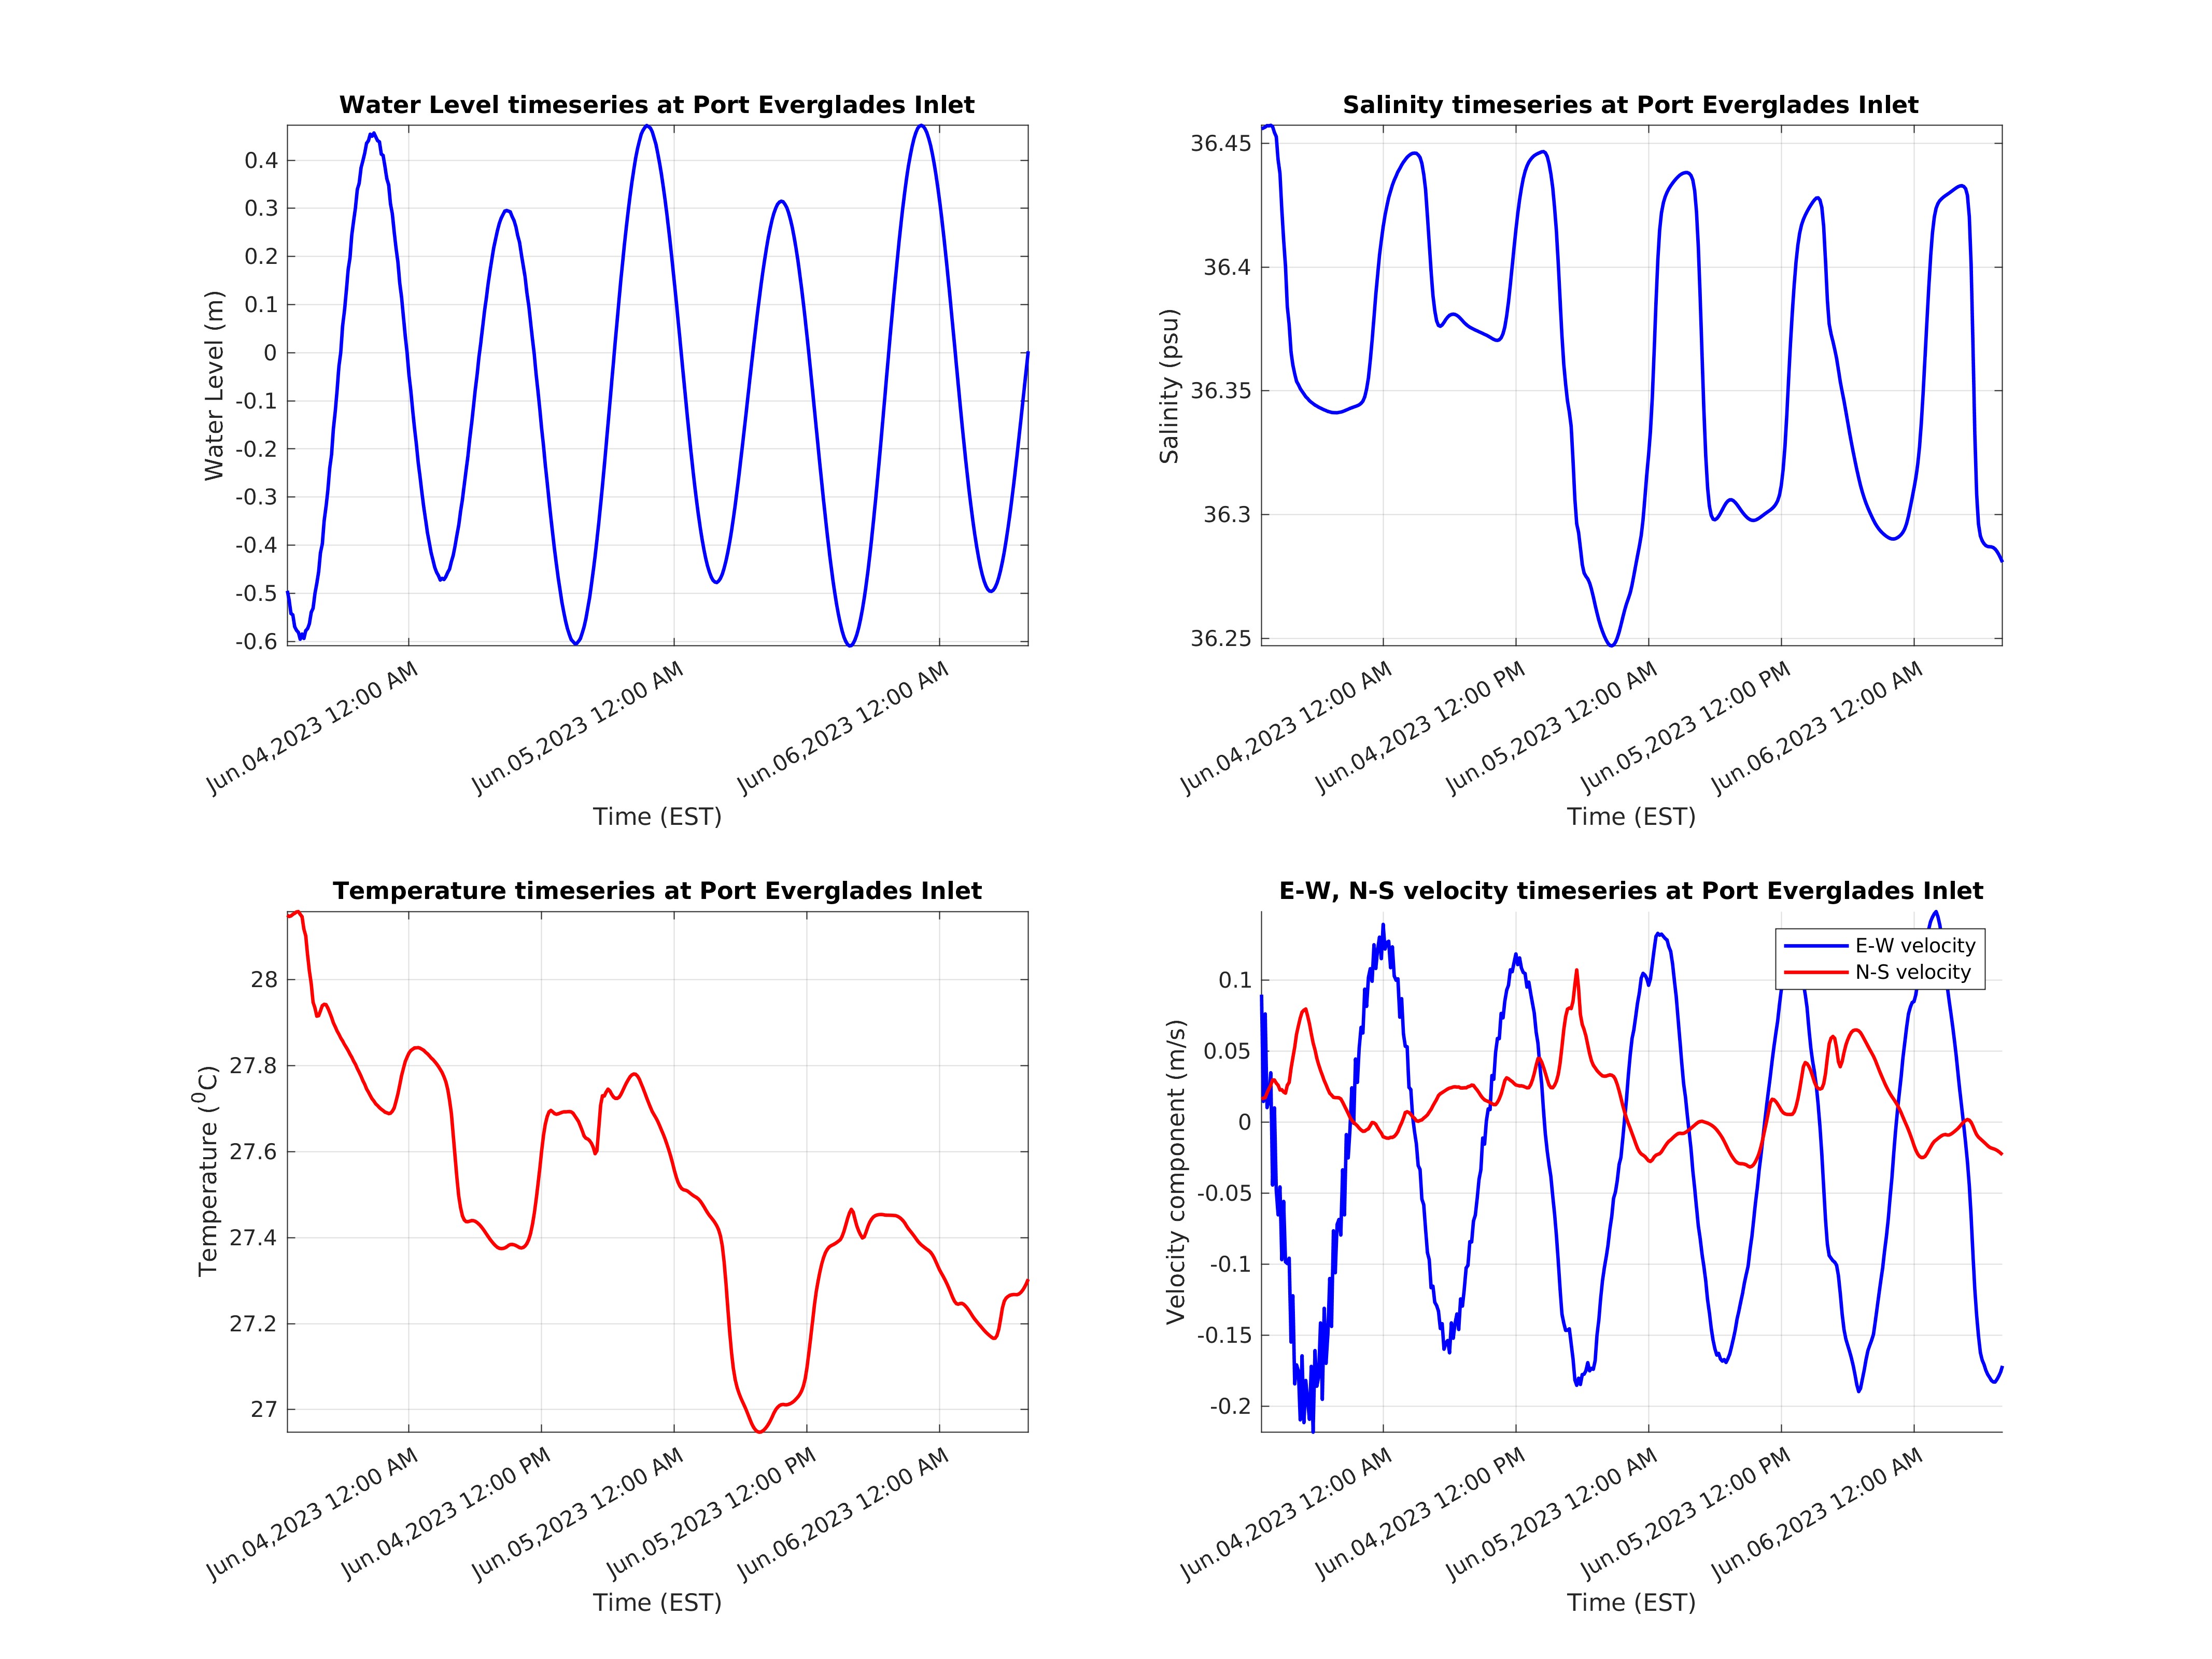 Water Level timeseries at Port Everglades Inlet
Water Level (m)
0.4
0.3
0.2
0.1
0
-0.1
-0.2
-0.3
-0.4
-0.5
-0.6
Jun.04,2023 12:00 AM
Jun.05,2023 12:00 AM
Jun.06,2023 12:00 AM
Time (EST)
Salinity timeseries at Port Everglades Inlet
Salinity (psu)
36.45
36.4
36.35
36.3
36.25
Jun.04,2023 12:00 AM
Jun.04,2023 12:00 PM
Jun.05,2023 12:00 AM
Jun.05,2023 12:00 PM
Jun.06,2023 12:00 AM
Time (EST)
Temperature timeseries at Port Everglades Inlet
Temperature (⁰C)
28
27.8
27.6
27.4
27.2
27
Jun.04,2023 12:00 AM
Jun.04,2023 12:00 PM
Jun.05,2023 12:00 AM
Jun.05,2023 12:00 PM
Jun.06,2023 12:00 AM
Time (EST)
E-W, N-S velocity timeseries at Port Everglades Inlet
Velocity component (m/s)
0.1
0.05
0
-0.05
-0.1
-0.15
-0.2
E-W velocity
N-S velocity
Jun.04,2023 12:00 AM
Jun.04,2023 12:00 PM
Jun.05,2023 12:00 AM
Jun.05,2023 12:00 PM
Jun.06,2023 12:00 AM
Time (EST)